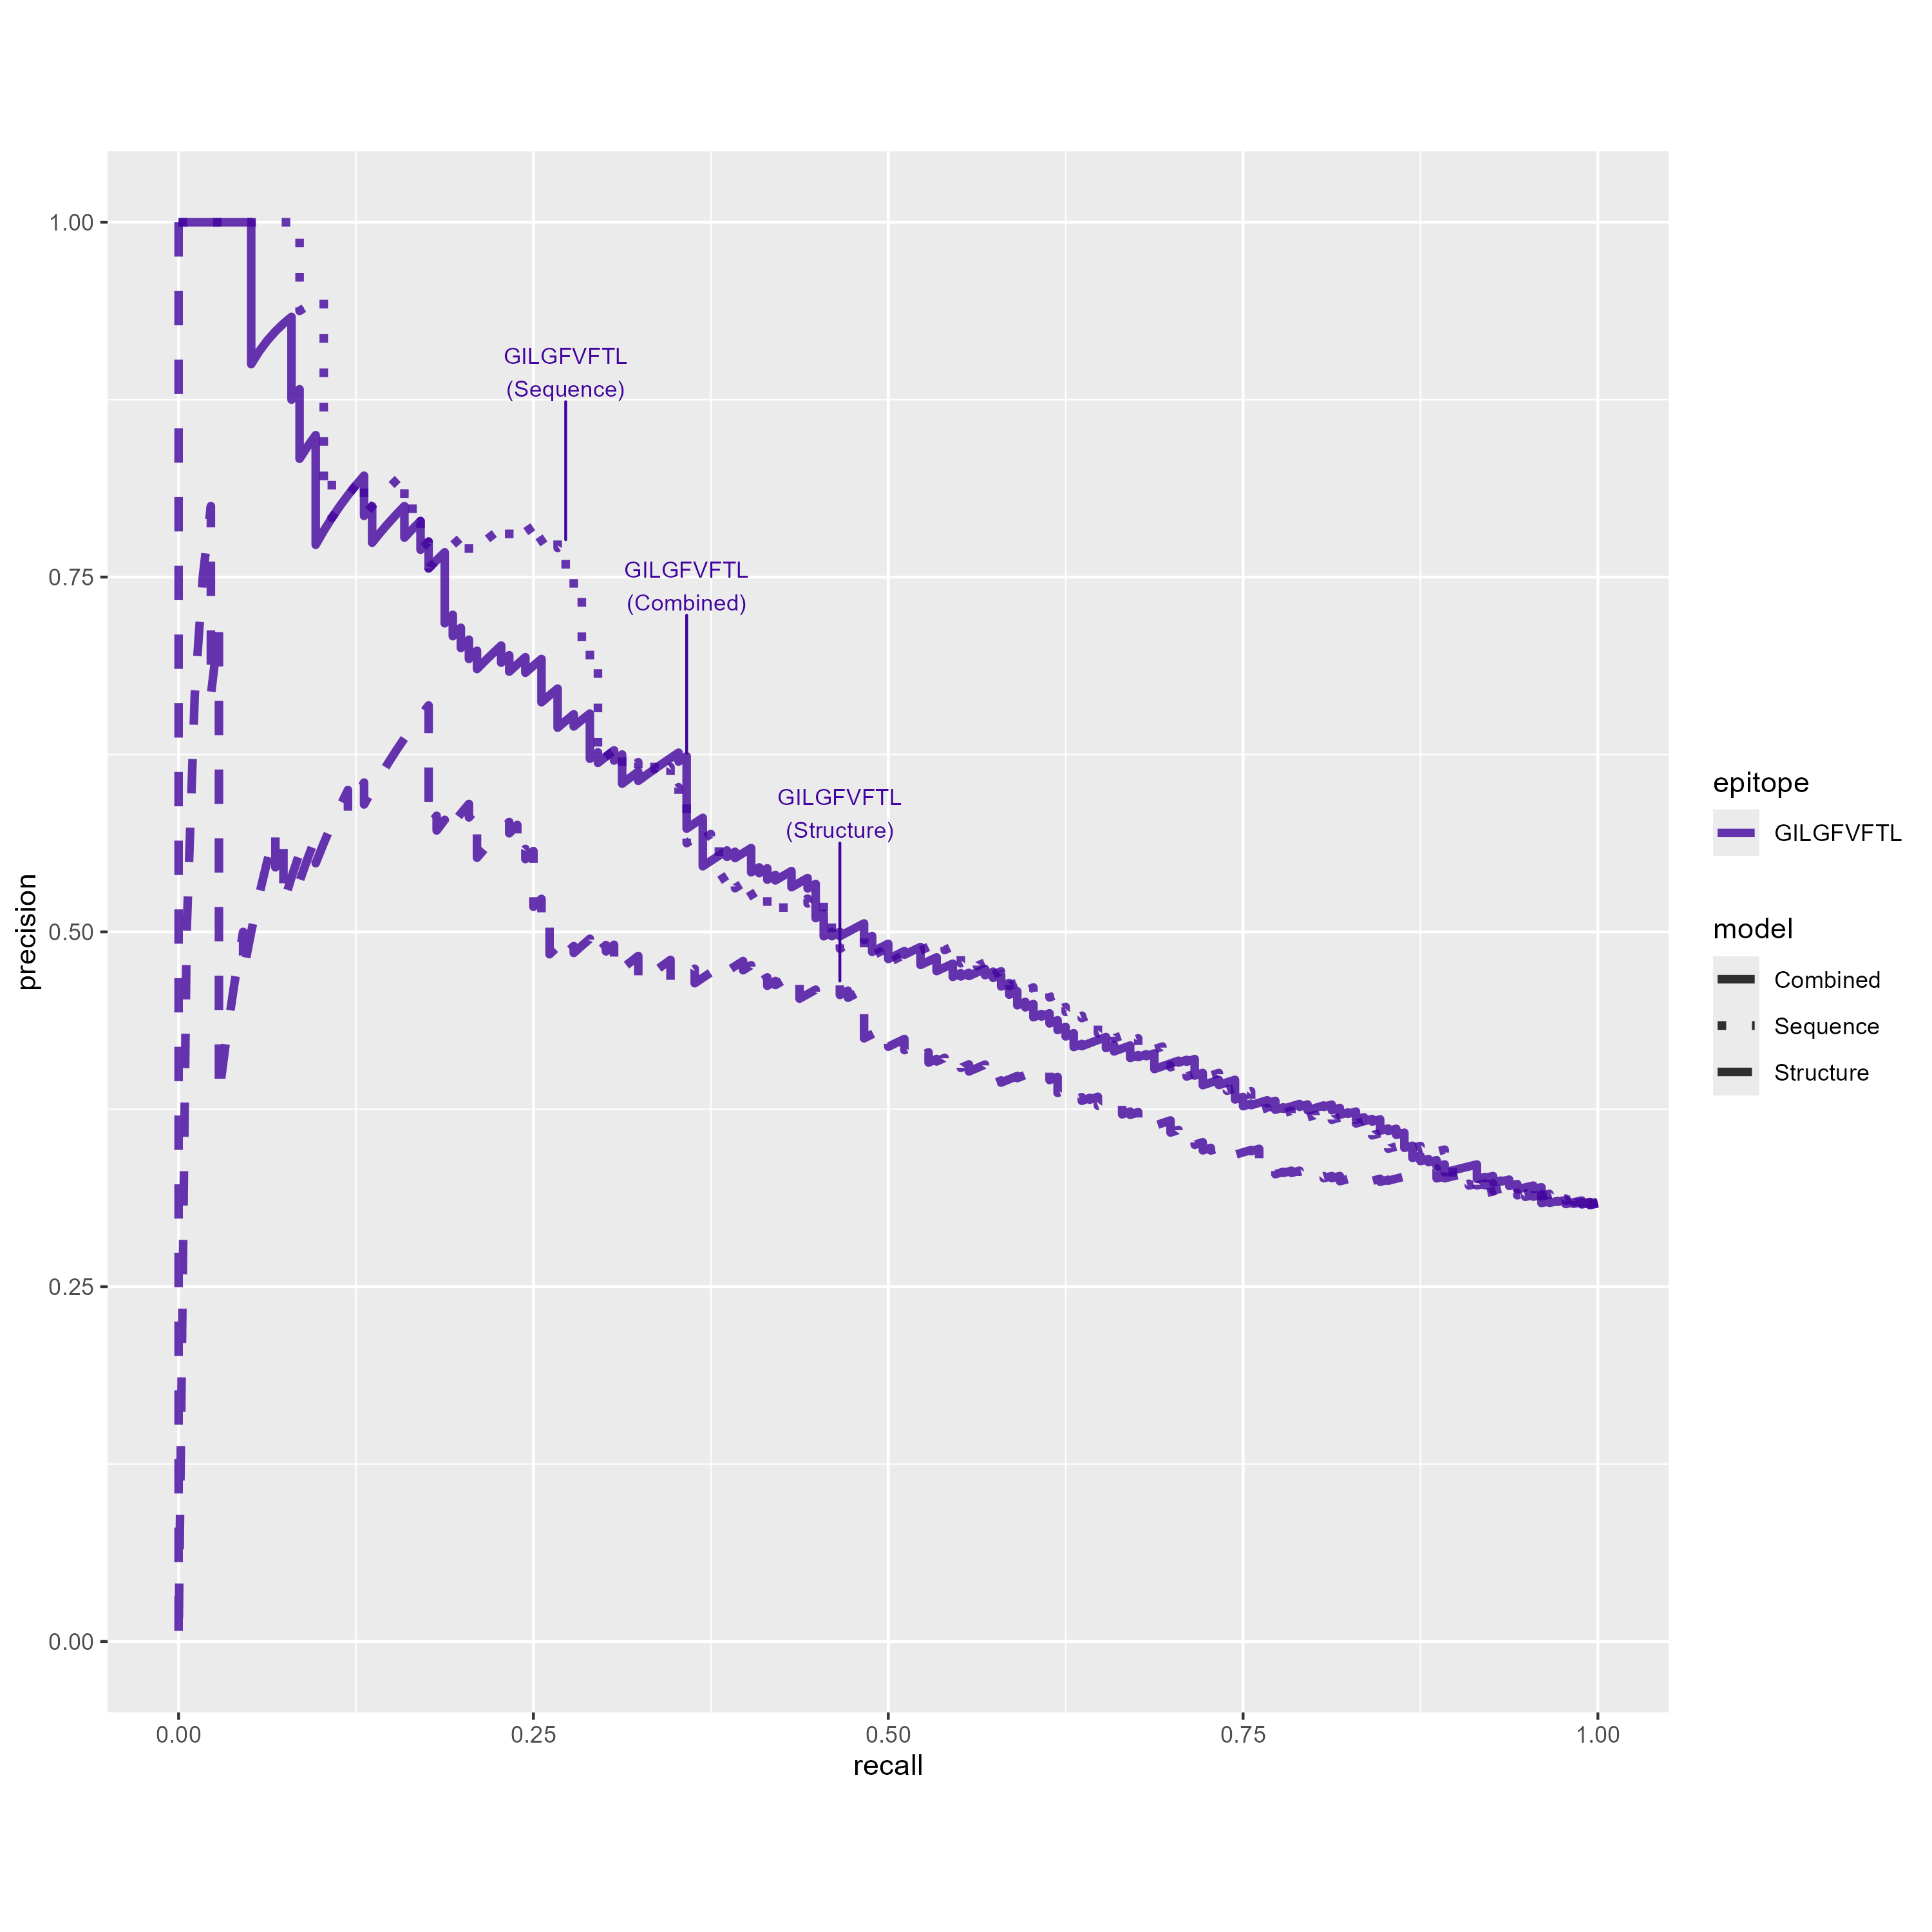 1.00
0.75
0.50
0.25
0.00
precision
GILGFVFTL
(Sequence)
GILGFVFTL
(Combined)
GILGFVFTL
(Structure)
0.00
0.25
0.50
0.75
1.00
recall
epitope
GILGFVFTL
model
Combined
Sequence
Structure